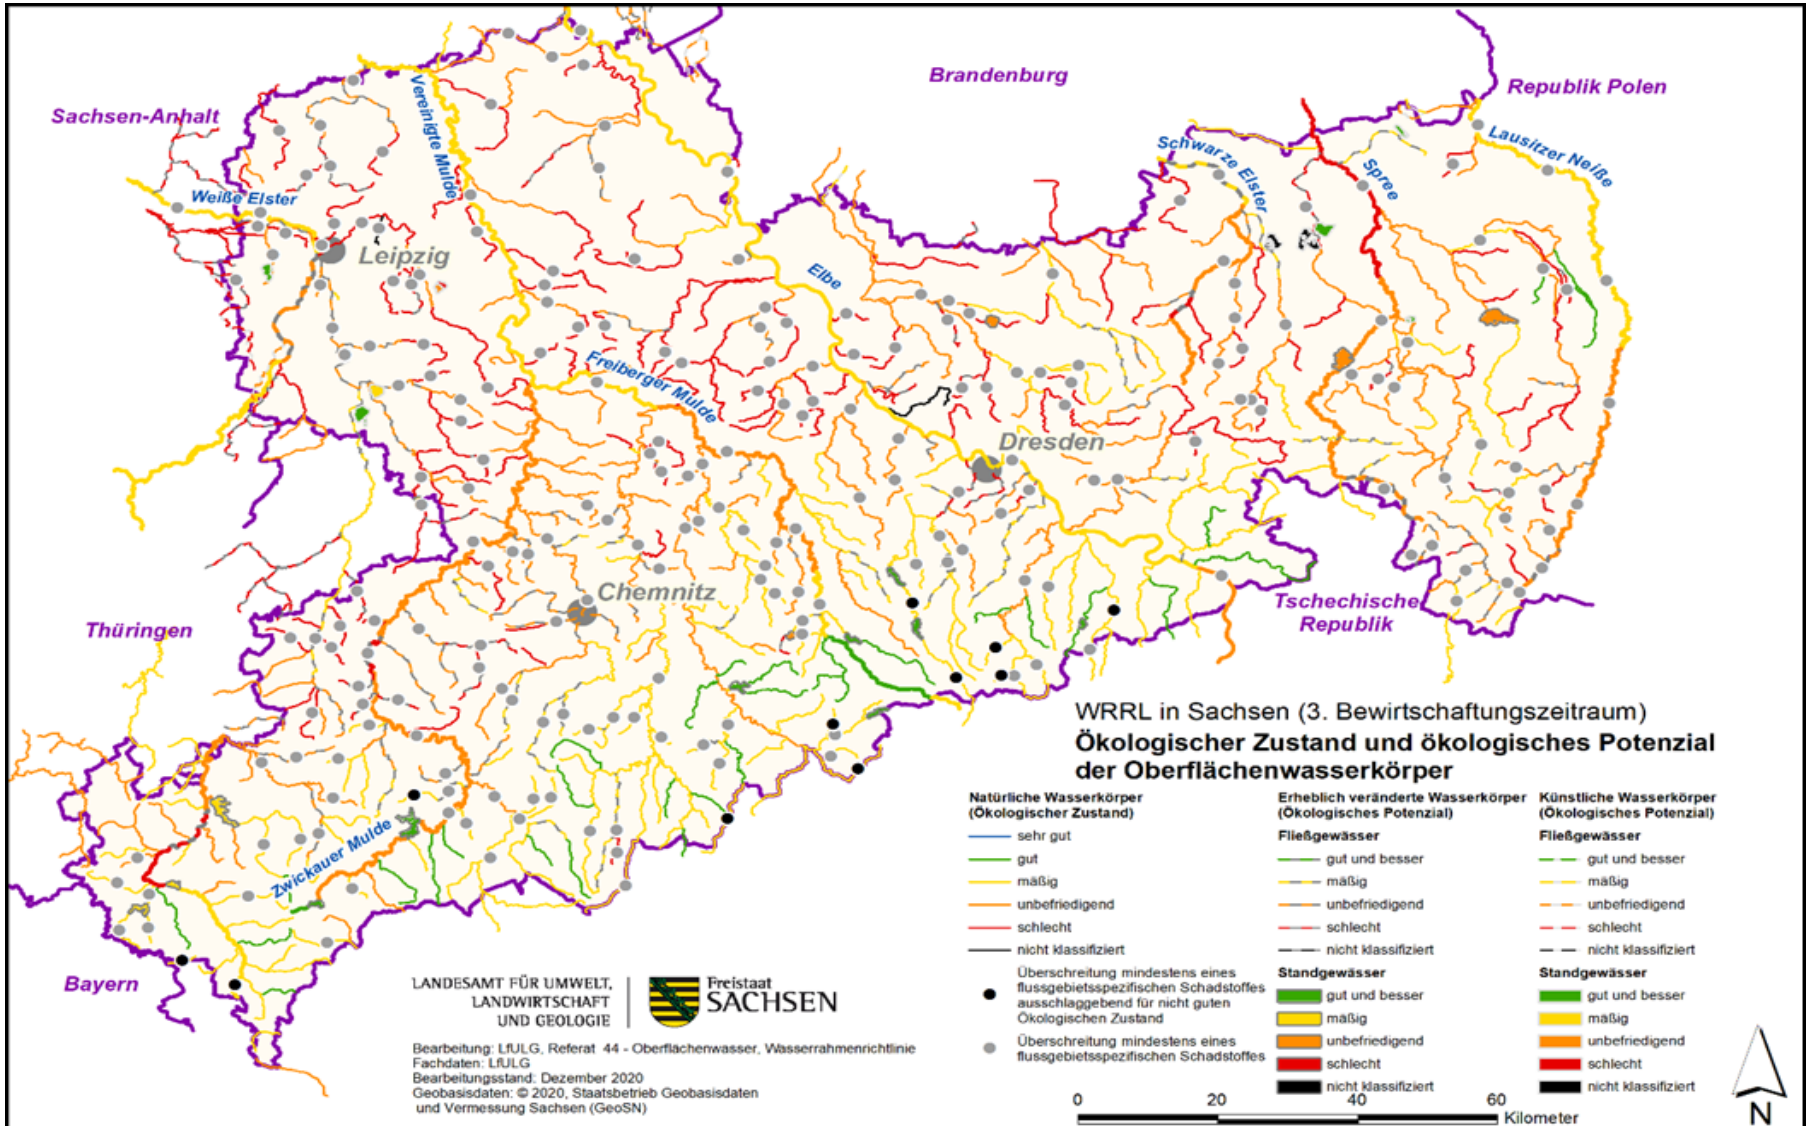 Brandenburg
Republik Polen
Sachsen-Anhalt
Vereinigte Mulde
Schwarze Elster
Spree
Lausitzer Neiße
Weiße Elster
Leipzig
Elbe
Freiberger Mulde
Dresden
Chemnitz
Tschechische
Republik
Thüringen
Zwickauer Mulde
Bayern
WRRL in Sachsen (3. Bewirtschaftungszeitraum)
Ökologischer Zustand und ökologisches Potenzial
der Oberflächenwasserkörper
Natürliche Wasserkörper
(Ökologischer Zustand)
sehr gut
gut
mäßig
unbefriedigend
schlecht
nicht klassifiziert
Überschreitung mindestens eines
flussgebietsspezifischen Schadstoffes
ausschlaggebend für nicht guten
Ökologischen Zustand
Überschreitung mindestens eines
flussgebietsspezifischen Schadstoffes
Erheblich veränderte Wasserkörper
(Ökologisches Potenzial)
Fließgewässer
gut und besser
mäßig
unbefriedigend
schlecht
nicht klassifiziert
Standgewässer
gut und besser
mäßig
unbefriedigend
schlecht
nicht klassifiziert
Künstliche Wasserkörper
(Ökologisches Potenzial)
Fließgewässer
gut und besser
mäßig
unbefriedigend
schlecht
nicht klassifiziert
Standgewässer
gut und besser
mäßig
unbefriedigend
schlecht
nicht klassifiziert
LANDESAMT FÜR UMWELT,
LANDWIRTSCHAFT
UND GEOLOGIE
Freistaat
SACHSEN
Bearbeitung: LfULG, Referat 44 - Oberflächenwasser, Wasserrahmenrichtlinie
Fachdaten: LfULG
Bearbeitungsstand: Dezember 2020
Geobasisdaten: © 2020, Staatsbetrieb Geobasisdaten
und Vermessung Sachsen (GeoSN)
0 20 40 60
Kilometer
N